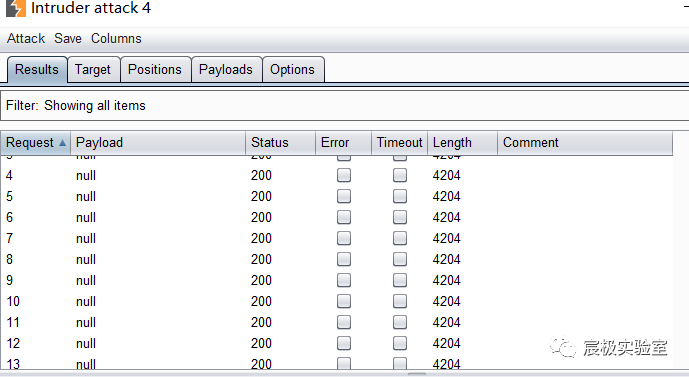 Intruder attack 4
Attack Save Columns
Results Target Positions Payloads Options
Filter: Showing all items
Request Payload Status Error Timeout Length Comment
3 null 200 4204
4 null 200 4204
5 null 200 4204
6 null 200 4204
7 null 200 4204
8 null 200 4204
9 null 200 4204
10 null 200 4204
11 null 200 4204
12 null 200 4204
13 null 200 4204
宸极实验室